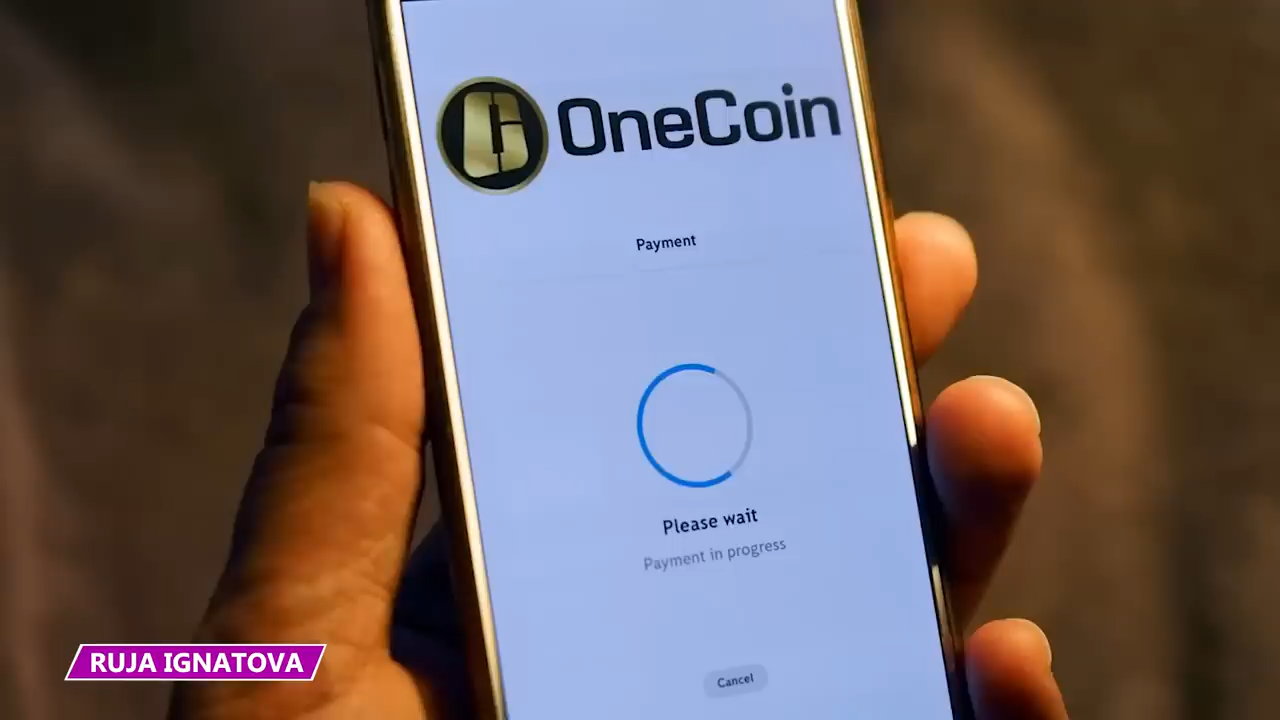 OneCoin
Payment
Please wait
Payment in progress
Cancel
RUJA IGNATOVA